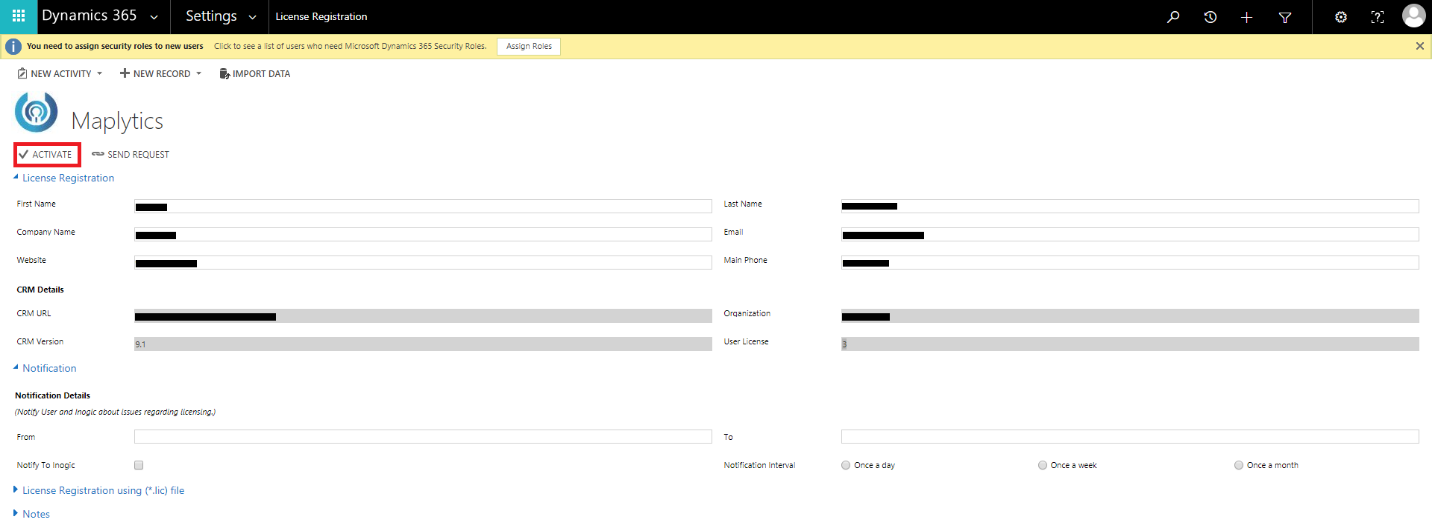 Dynamics 365 Settings License Registration
You need to assign security roles to new users Click to see a list of users who need Microsoft Dynamics 365 Security Roles. Assign Roles
NEW ACTIVITY NEW RECORD IMPORT DATA
Maplytics
ACTIVATE SEND REQUEST
License Registration
First Name Last Name
Company Name Email
Website Main Phone
CRM Details
CRM URL Organization
CRM Version 9.1 User License 3
Notification
Notification Details
(Notify User and Inogic about issues regarding licensing.)
From To
Notify To Inogic Notification Interval Once a day Once a week Once a month
License Registration using (*.lic) file
Notes